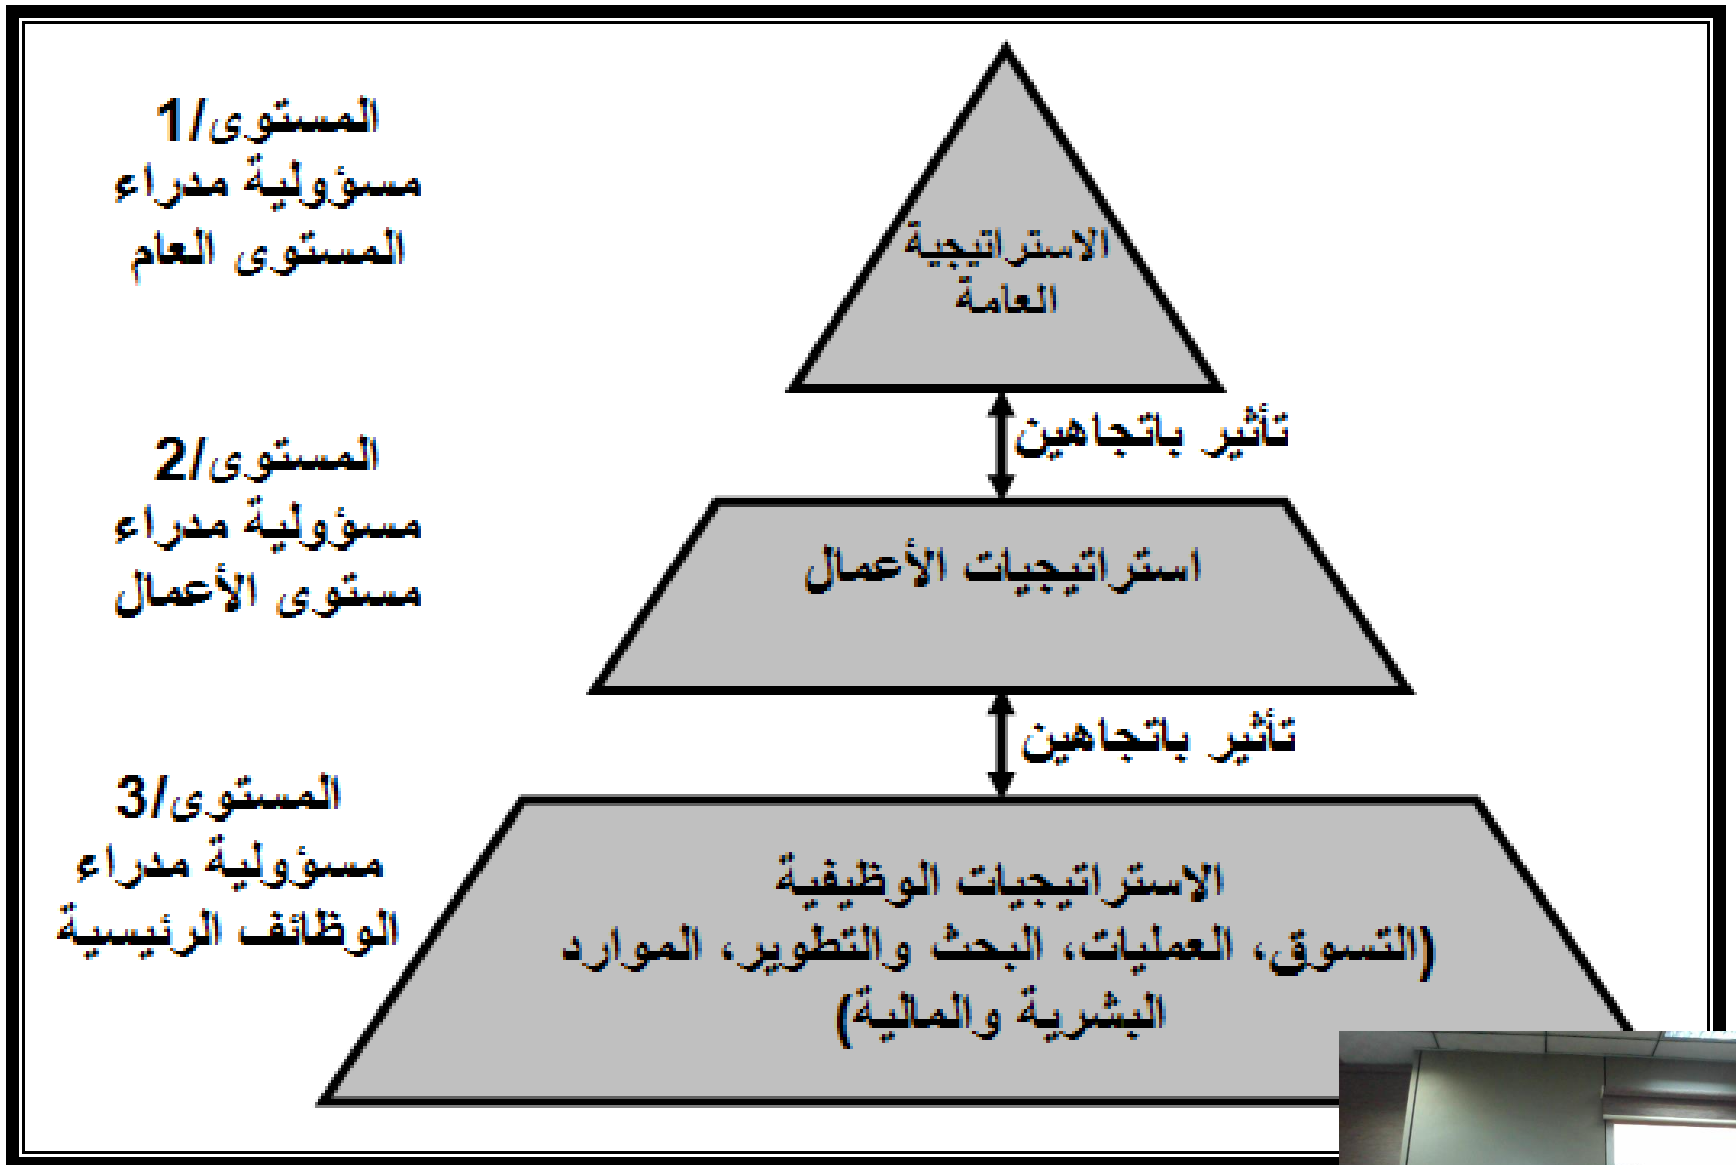 المستوى/1
مسؤولية مدراء
المستوى العام
الاستراتيجية
العامة
تأثير باتجاهين
المستوى/2
مسؤولية مدراء
مستوى الأعمال
استراتيجيات الأعمال
تأثير باتجاهين
المستوى/3
مسؤولية مدراء
الوظائف الرئيسية
الاستراتيجيات الوظيفية
(التسوق، العمليات، البحث والتطوير، الموارد
البشرية والمالية)